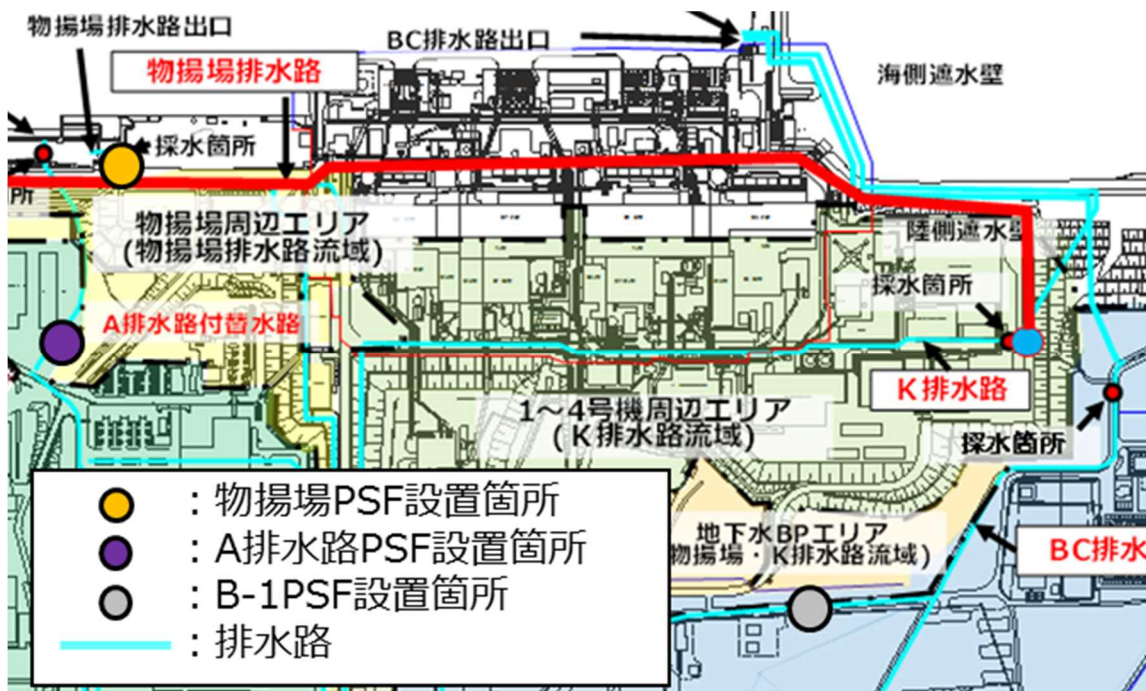 物揚場排水路出口
BC排水路出口
海側遮水壁
物揚場排水路
採水箇所
所
物揚場周辺エリア
(物揚場排水路流域)
陸側遮水壁
採水箇所
A排水路付替水路
K排水路
1～4号機周辺エリア
(K排水路流域)
採水箇所
地下水BPエリア
物揚場・K排水路流域)
BC排水
：物揚場PSF設置箇所
：A排水路PSF設置箇所
：B-1PSF設置箇所
：排水路